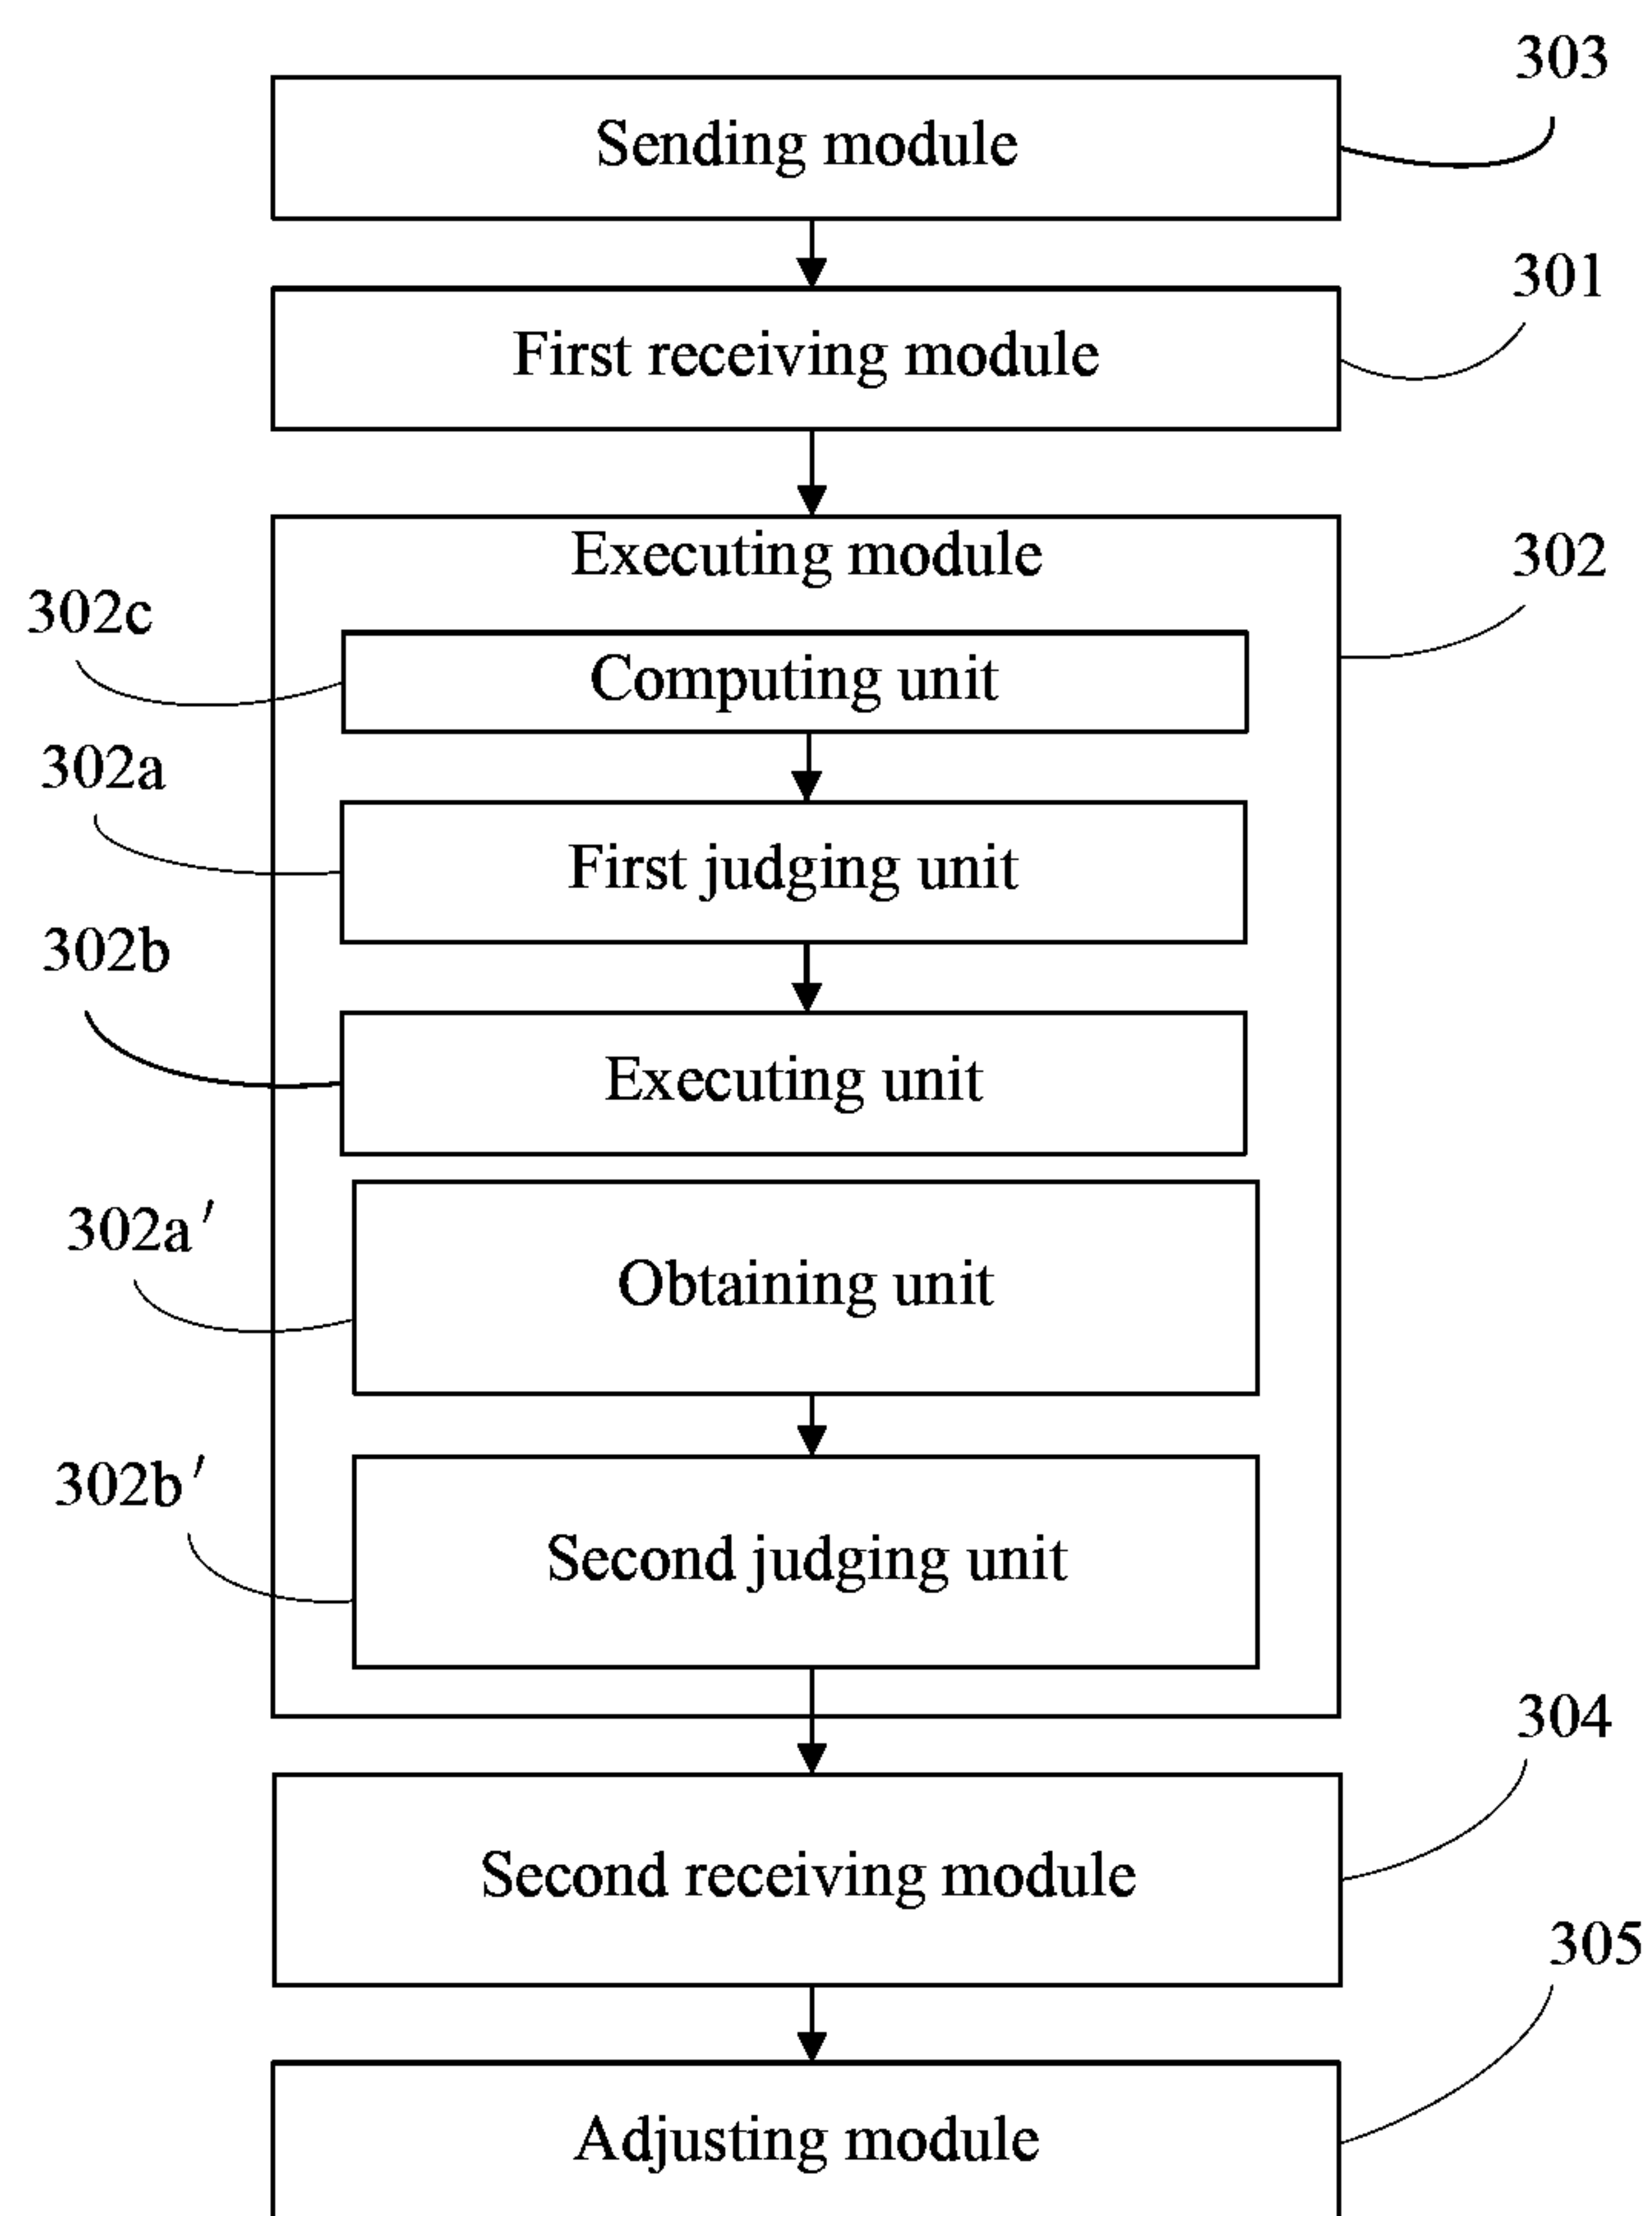 303
Sending module
301
First receiving module
Executing module
302
302c
Computing unit
302a
First judging unit
302b
Executing unit
302a′
Obtaining unit
302b′
Second judging unit
304
Second receiving module
305
Adjusting module